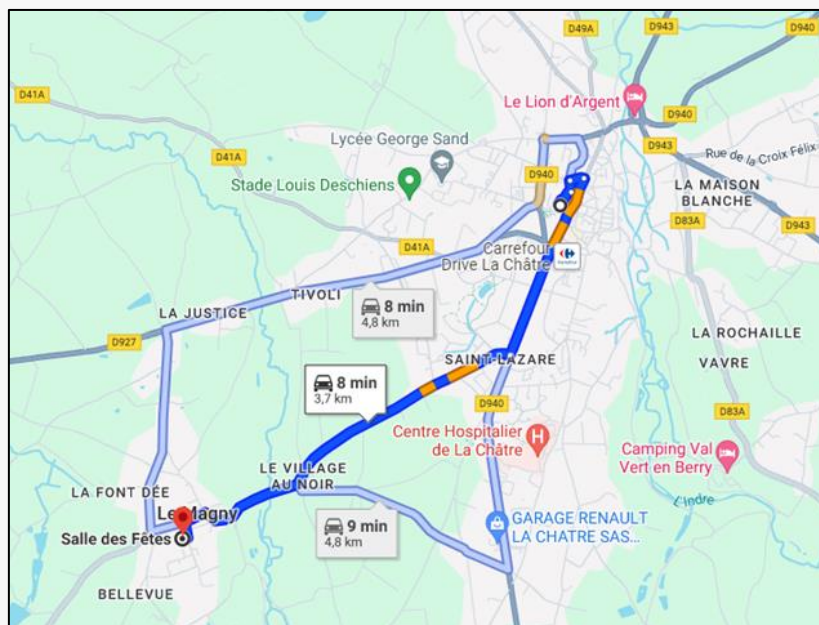 D49A
D943
D940
D41A
Le Lion d'Argent
D940
D41A
Lycée George Sand
D943
Rue de la Croix Félix
D940
Stade Louis Deschiens
LA MAISON
BLANCHE
D83A
D943
D41A
Carrefour
Drive La Châtre
TIVOLI
8 min
4,8 km
LA JUSTICE
LA ROCHAILLE
D927
SAINT-LAZARE
VAVRE
8 min
3,7 km
D940
D83A
Centre Hospitalier
de La Châtre
H
Camping Val
Vert en Berry
LE VILLAGE
AU NOIR
LA FONT DÉE
L'Indre
Le Magny
GARAGE RENAULT
LA CHATRE SAS...
9 min
4,8 km
Salle des Fêtes
BELLEVUE